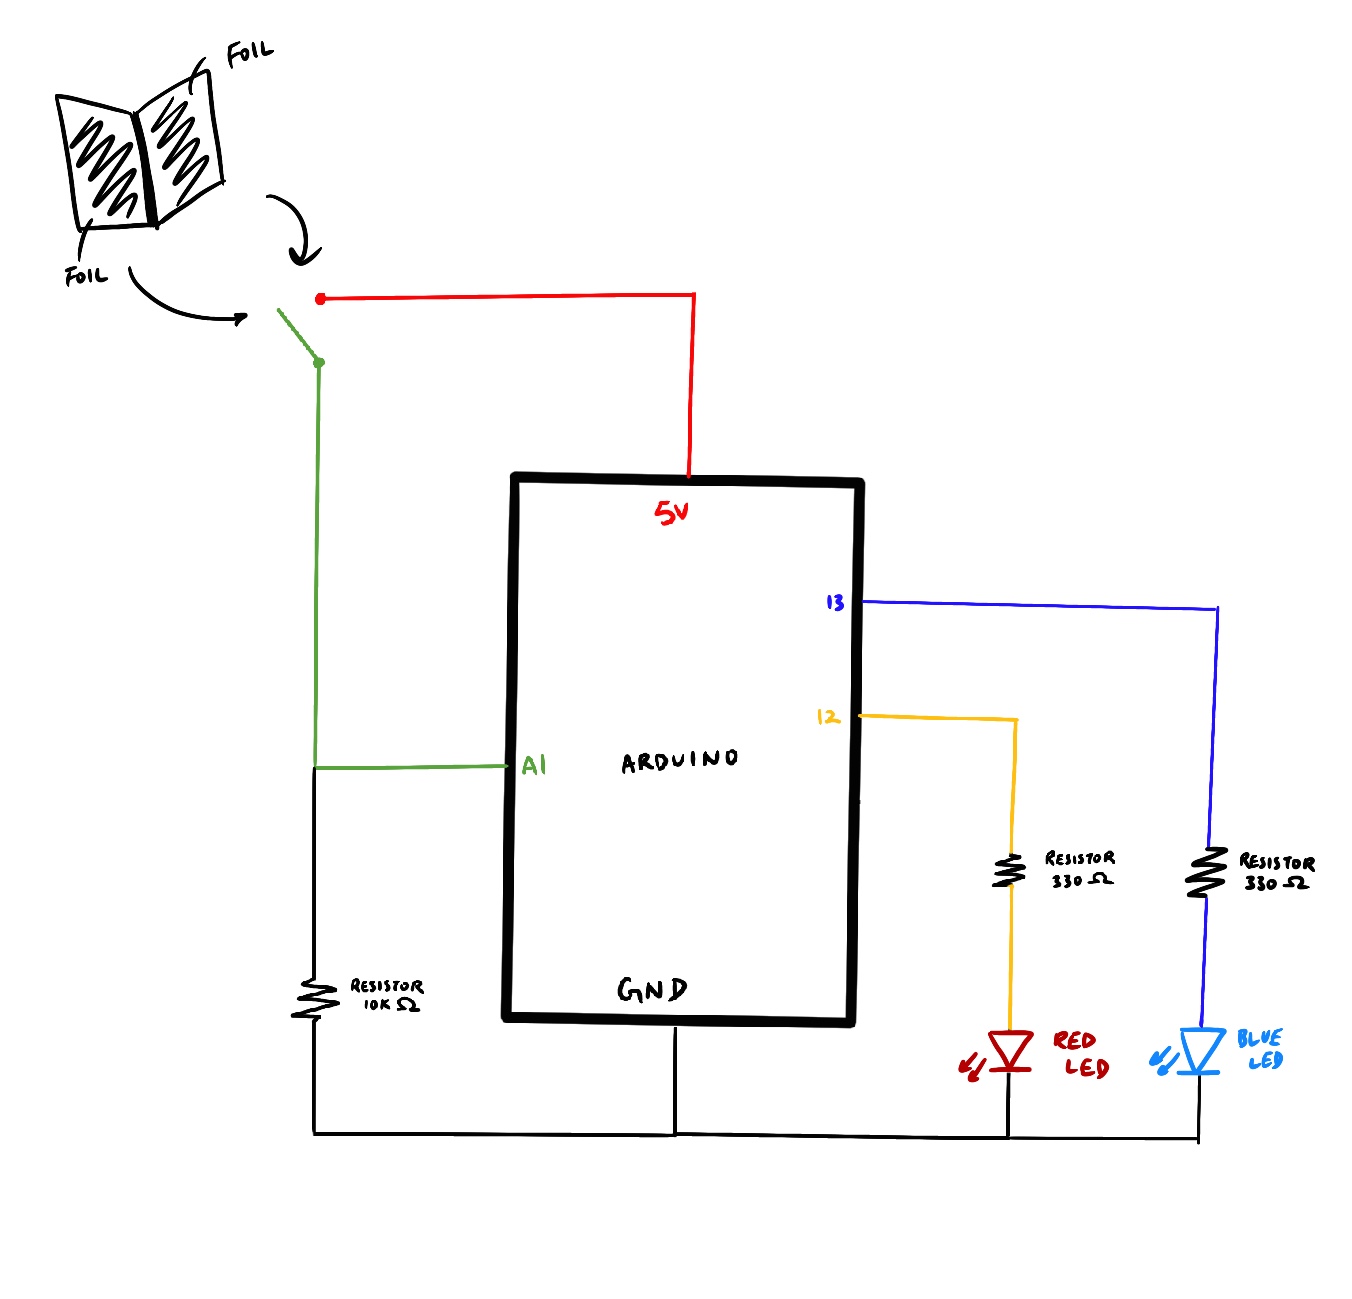 FOIL
FOIL
5V
13
12
A1
ARDUINO
RESISTOR
330 Ω
RESISTOR
330 Ω
RESISTOR
10K Ω
GND
RED
LED
BLUE
LED